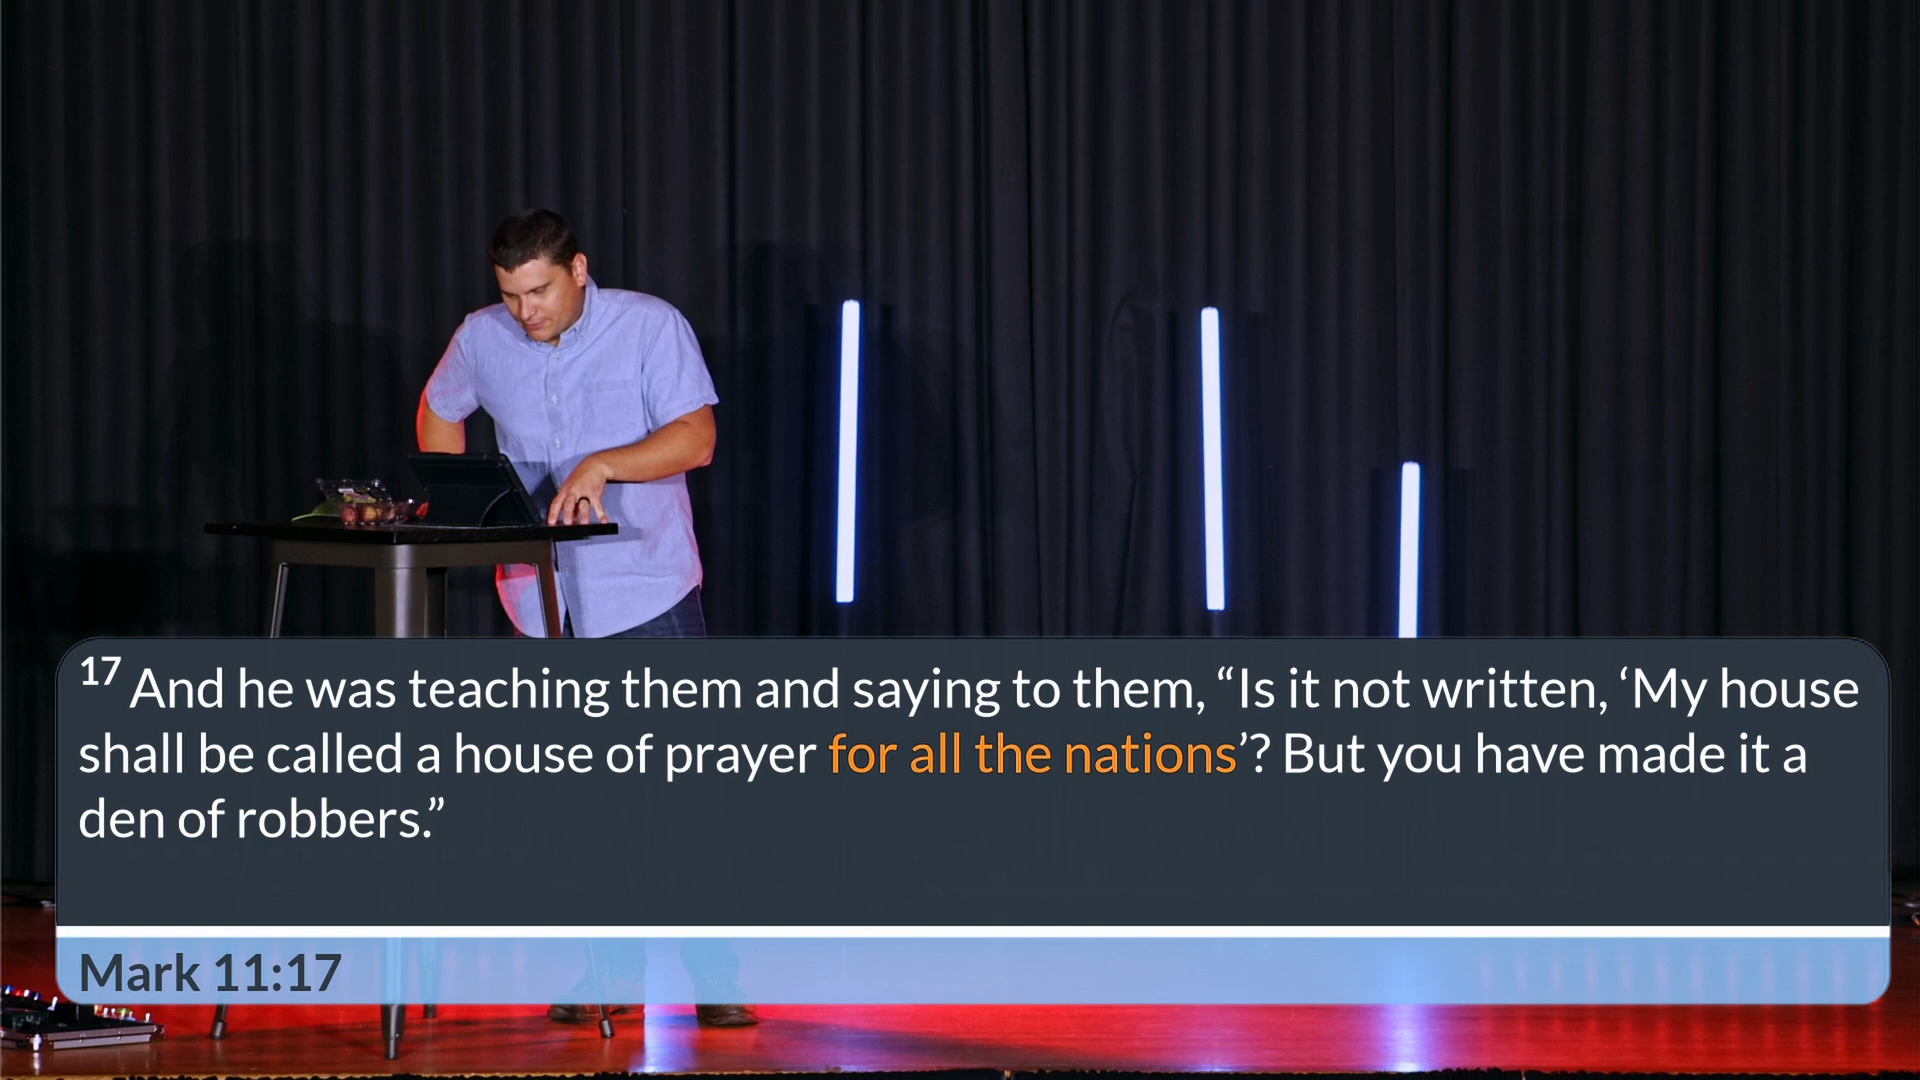 17 And he was teaching them and saying to them, “Is it not written, ‘My house
shall be called a house of prayer for all the nations’? But you have made it a
den of robbers.”
Mark 11:17